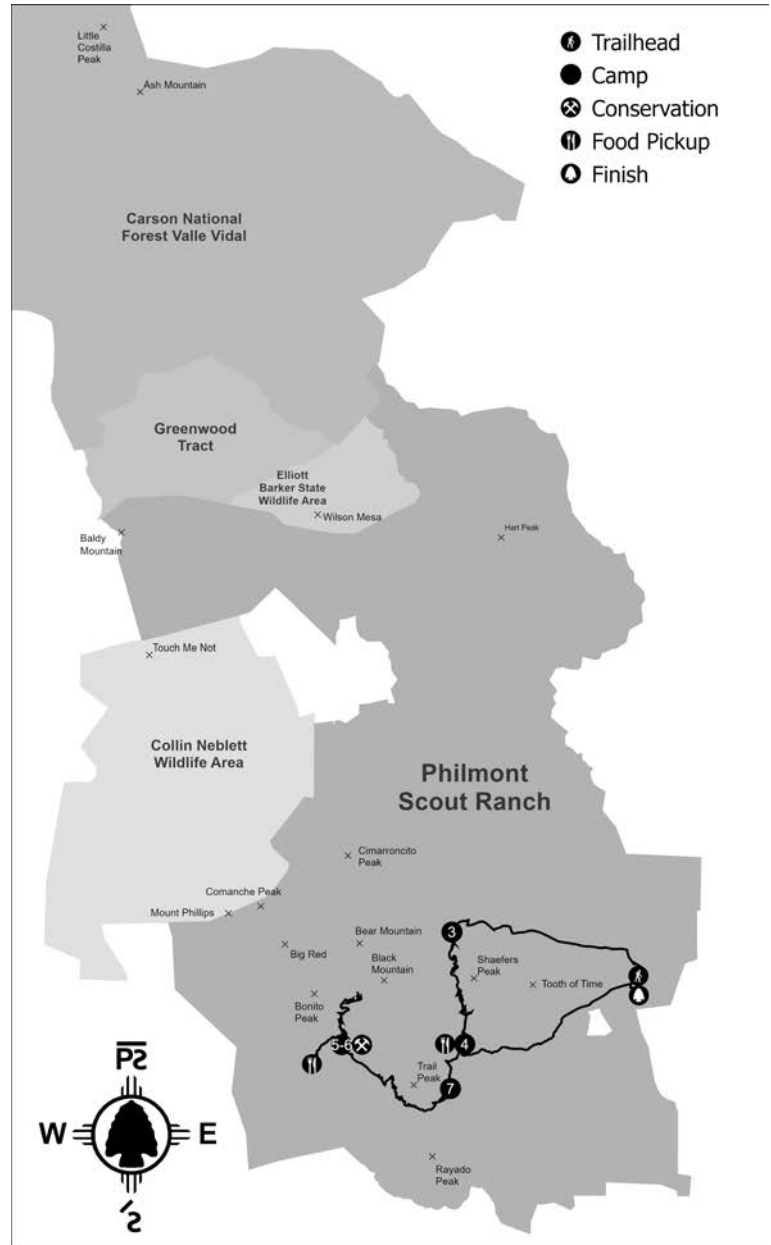 Little
Costilla
Peak
Ash Mountain
Trailhead
Camp
Conservation
Food Pickup
Finish
Carson National
Forest Valle Vidal
Greenwood
Tract
Elliott
Barker State
Wildlife Area
Wilson Mesa
Hart Peak
Baldy
Mountain
Touch Me Not
Collin Neblett
Wildlife Area
Philmont
Scout Ranch
Cimarroncito
Peak
Comanche Peak
Mount Phillips
Bear Mountain
Big Red
Black
Mountain
Bonito
Peak
3
Shaefers
Peak
Tooth of Time
5-6
4
Trail
Peak
7
Rayado
Peak
W
E